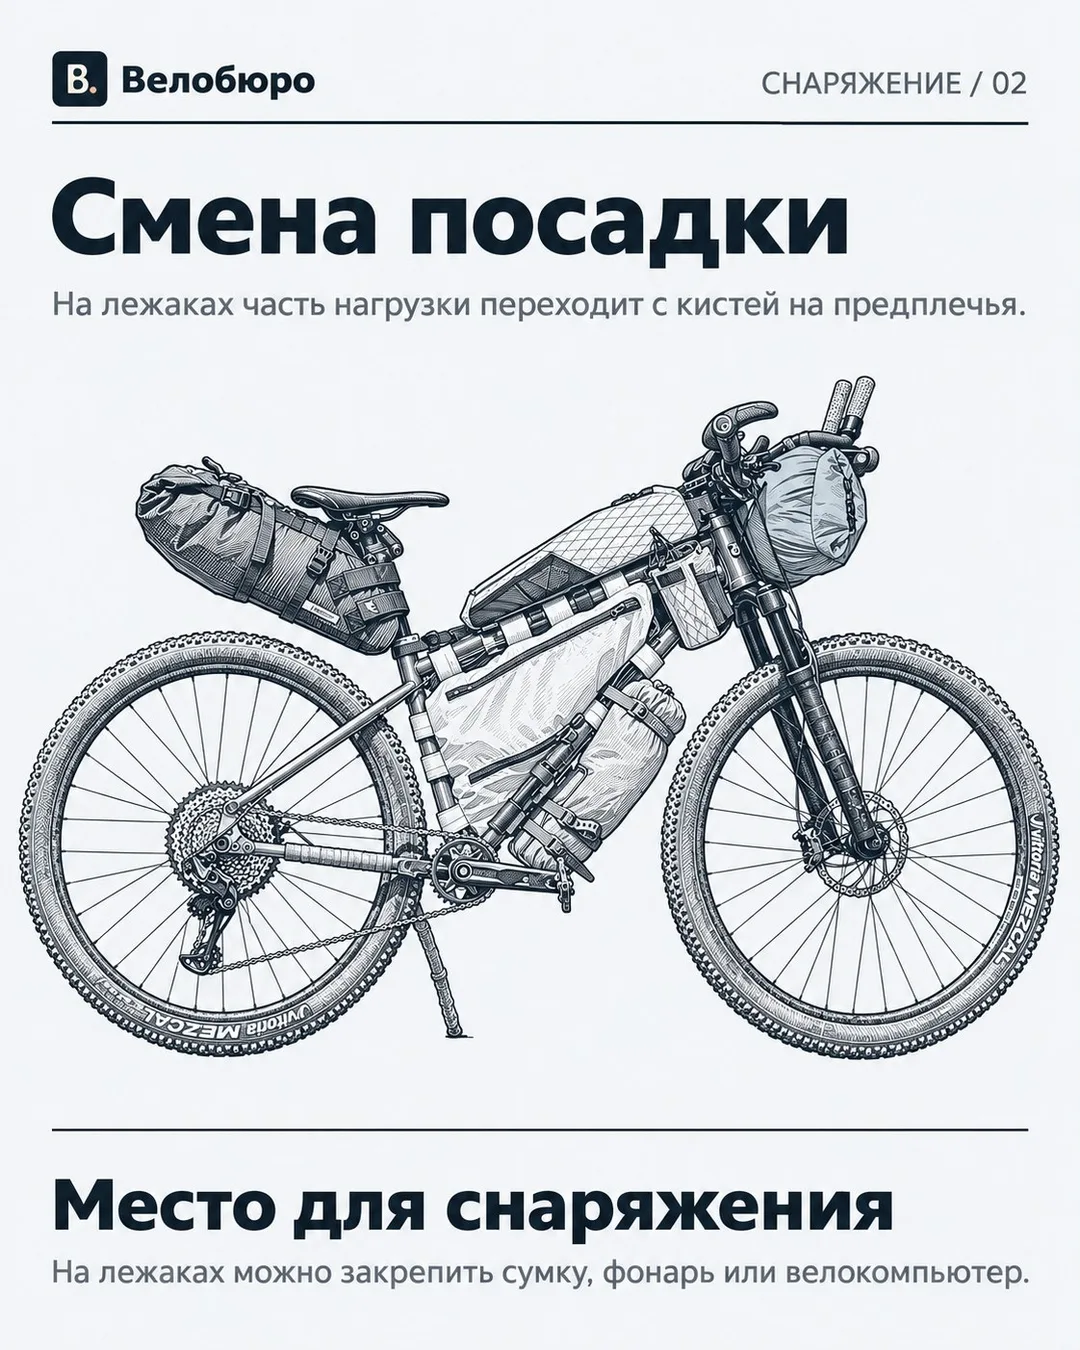 B. Велобюро
СНАРЯЖЕНИЕ / 02
Смена посадки
На лежаках часть нагрузки переходит с кистей на предплечья.
vittoria MEZCAL
vittoria MEZCAL
Место для снаряжения
На лежаках можно закрепить сумку, фонарь или велокомпьютер.